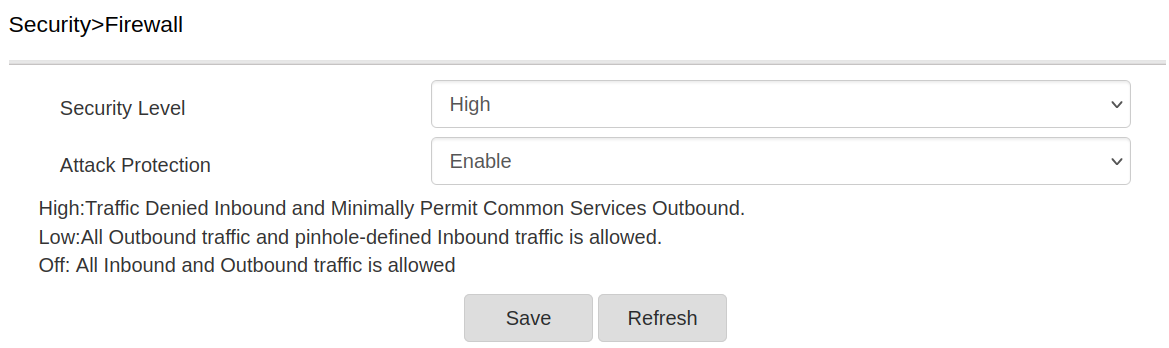 Security>Firewall
Security Level
High
Attack Protection
Enable
High:Traffic Denied Inbound and Minimally Permit Common Services Outbound.
Low:All Outbound traffic and pinhole-defined Inbound traffic is allowed.
Off: All Inbound and Outbound traffic is allowed
Save
Refresh